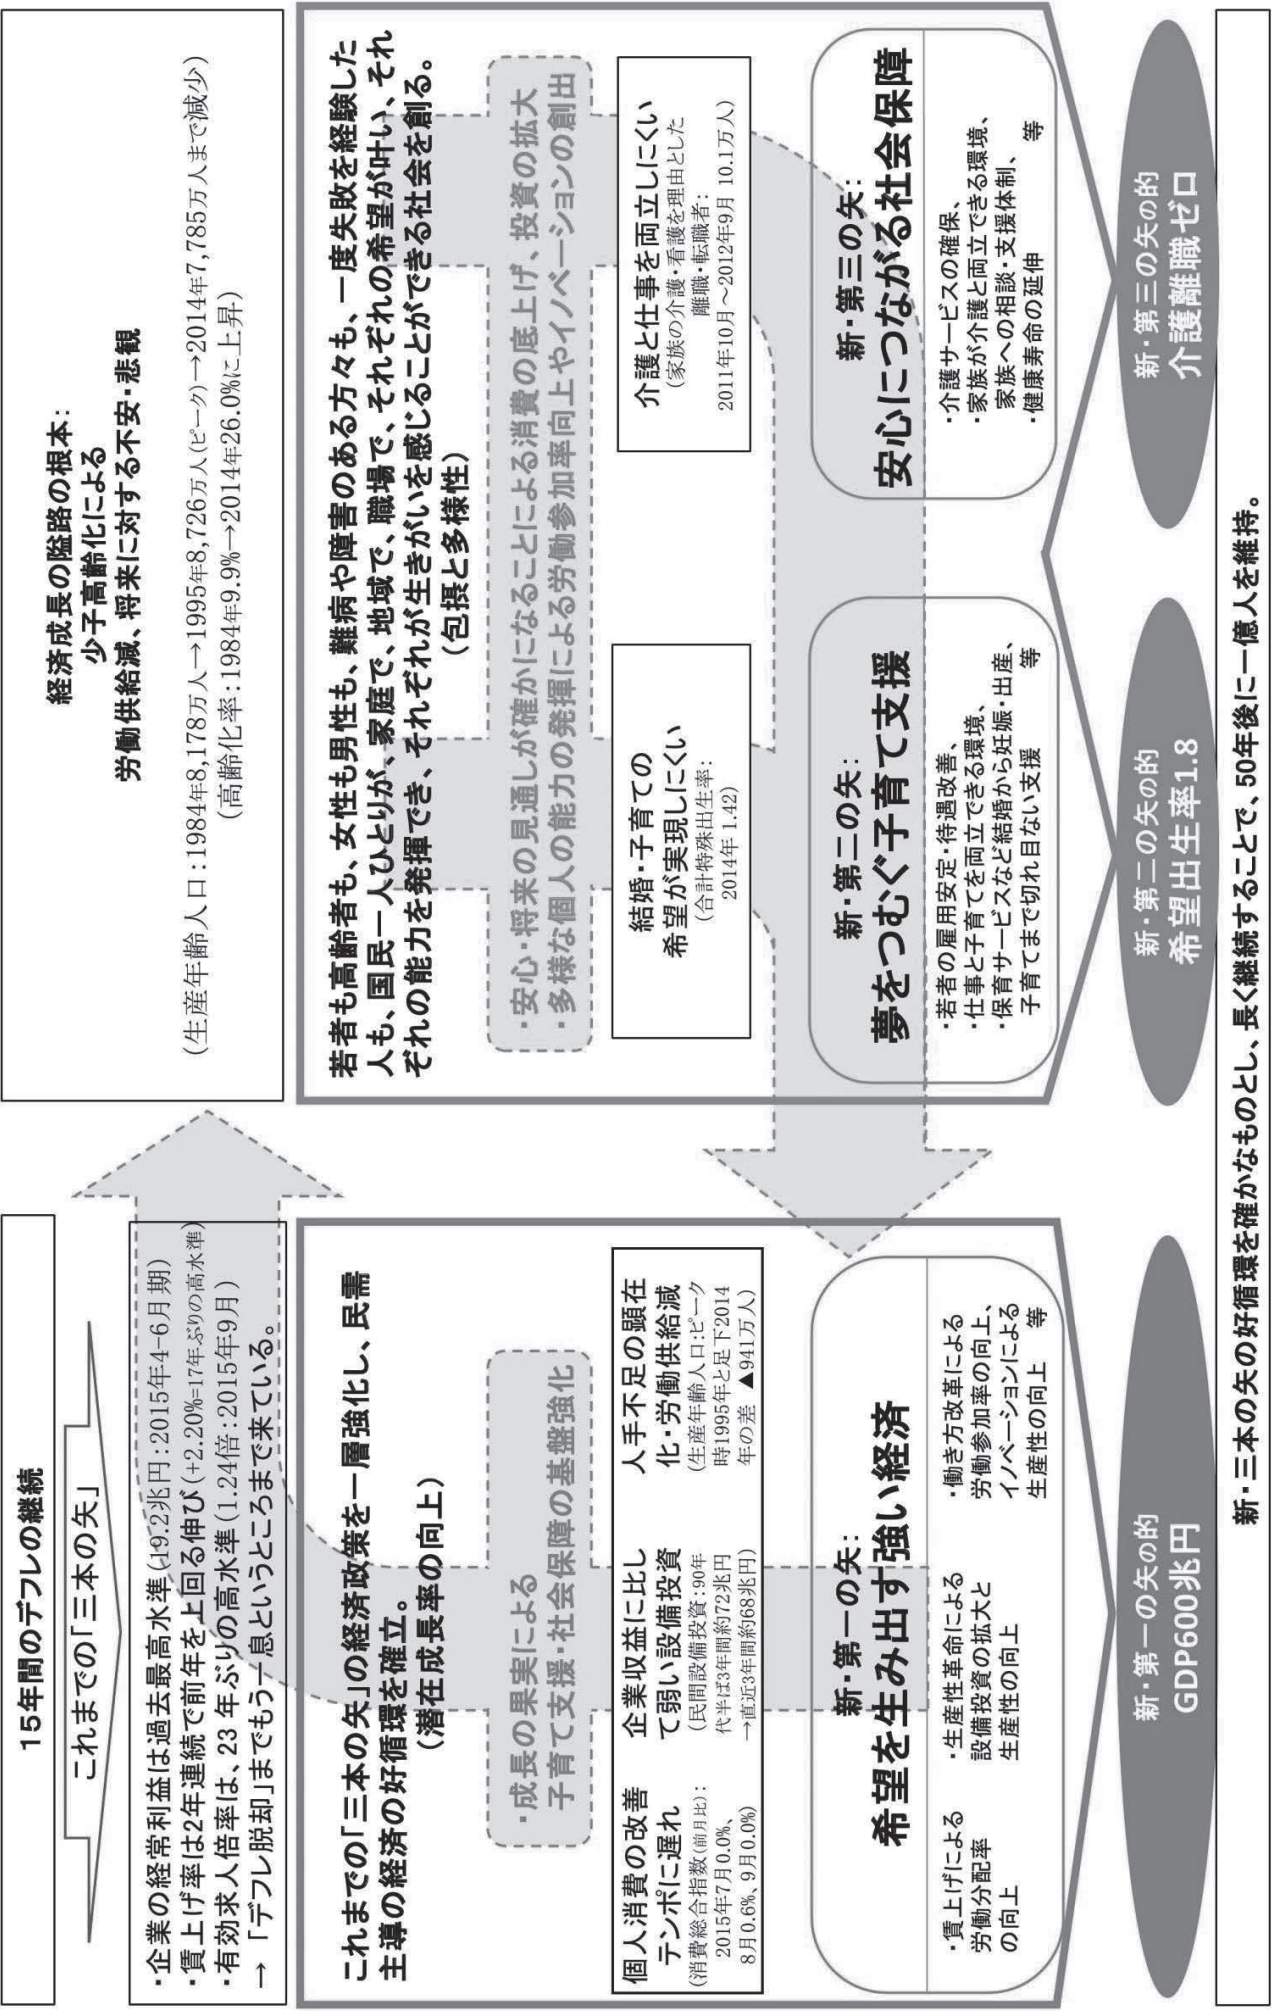 15年間のデフレの継続
これまでの「三本の矢」
・企業の経常利益は過去最高水準(19.2兆円:2015年4-6月期)
・賃上げ率は2年連続で前年を上回る伸び(+2.20%=17年ぶりの高水準)
・有効求人倍率は、23年ぶりの高水準(1.24倍:2015年9月)
→ 「デフレ脱却」までもう一息というところまで来ている。
経済成長の隘路の根本:
少子高齢化による
労働供給減、将来に対する不安・悲観
(生産年齢人口:1984年8,178万人→1995年8,726万人(ピーク)→2014年7,785万人まで減少)
(高齢化率:1984年9.9%→2014年26.0%に上昇)
これまでの「三本の矢」の経済政策を一層強化し、民需
主導の経済の好循環を確立。
(潜在成長率の向上)
・成長の果実による
子育て支援・社会保障の基盤強化
個人消費の改善
テンポに遅れ
(消費総合指数(前月比):
2015年7月0.0%、
8月0.6%、9月0.0%)
企業収益に比し
て弱い設備投資
(民間設備投資:90年
代半ば3年間約72兆円
→直近3年間約68兆円)
人手不足の顕在
化・労働供給減
(生産年齢人口:ピーク
時1995年と足下2014
年の差 ▲941万人)
新・第一の矢:
希望を生み出す強い経済
・賃上げによる
労働分配率
の向上
・生産性革命による
設備投資の拡大と
生産性の向上
・働き方改革による
労働参加率の向上、
イノベーションによる
生産性の向上 等
新・第一の矢の的
GDP600兆円
若者も高齢者も、女性も男性も、難病や障害のある方々も、一度失敗を経験した
人も、国民一人ひとりが、家庭で、地域で、職場で、それぞれの希望が叶い、それ
ぞれの能力を発揮でき、それぞれが生きがいを感じることができる社会を創る。
(包摂と多様性)
・安心・将来の見通しが確かになることによる消費の底上げ、投資の拡大
・多様な個人の能力の発揮による労働参加率向上やイノベーションの創出
結婚・子育ての
希望が実現しにくい
(合計特殊出生率:
2014年 1.42)
介護と仕事を両立しにくい
(家族の介護・看護を理由とした
離職・転職者:
2011年10月～2012年9月 10.1万人)
新・第二の矢:
夢をつむぐ子育て支援
・若者の雇用安定・待遇改善、
・仕事と子育てを両立できる環境、
・保育サービスなど結婚から妊娠・出産、
子育てまで切れ目ない支援 等
新・第三の矢:
安心につながる社会保障
・介護サービスの確保、
・家族が介護と両立できる環境、
家族への相談・支援体制、
・健康寿命の延伸 等
新・第二の矢の的
希望出生率1.8
新・第三の矢の的
介護離職ゼロ
新・三本の矢の好循環を確かなものとし、長く継続することで、50年後に一億人を維持。